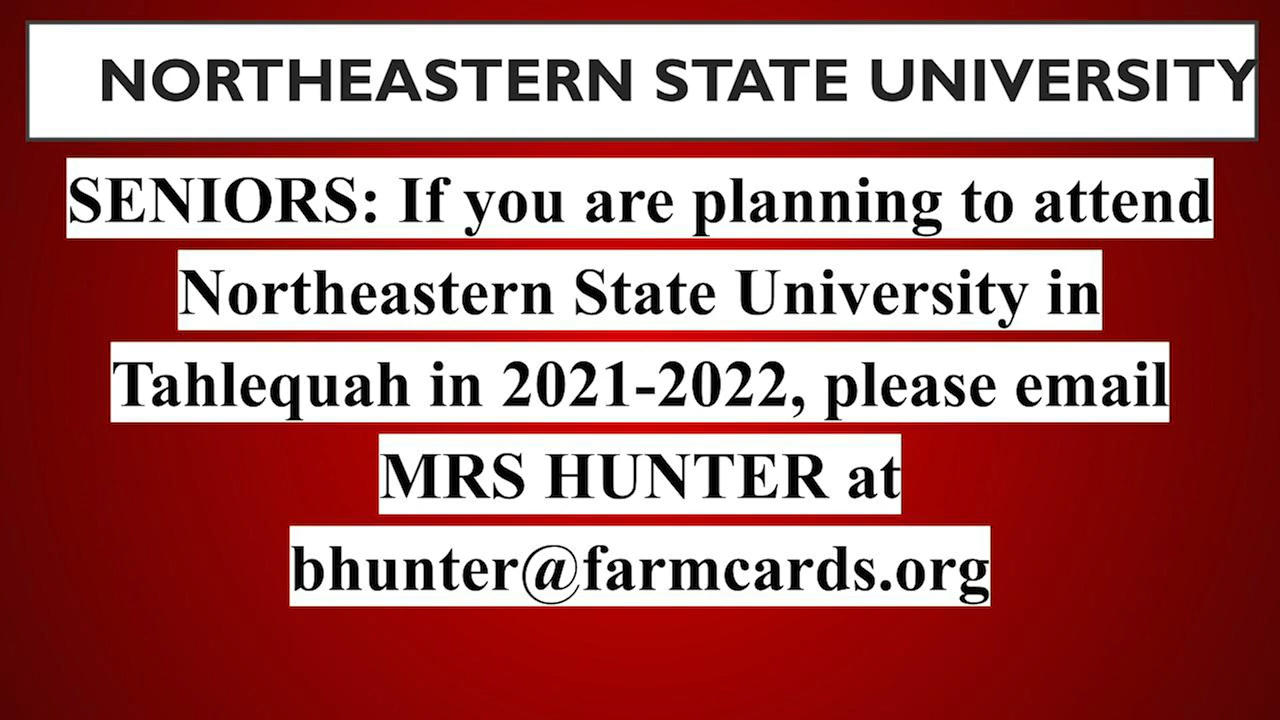 NORTHEASTERN STATE UNIVERSITY
SENIORS: If you are planning to attend
Northeastern State University in
Tahlequah in 2021-2022, please email
MRS HUNTER at
bhunter@farmcards.org